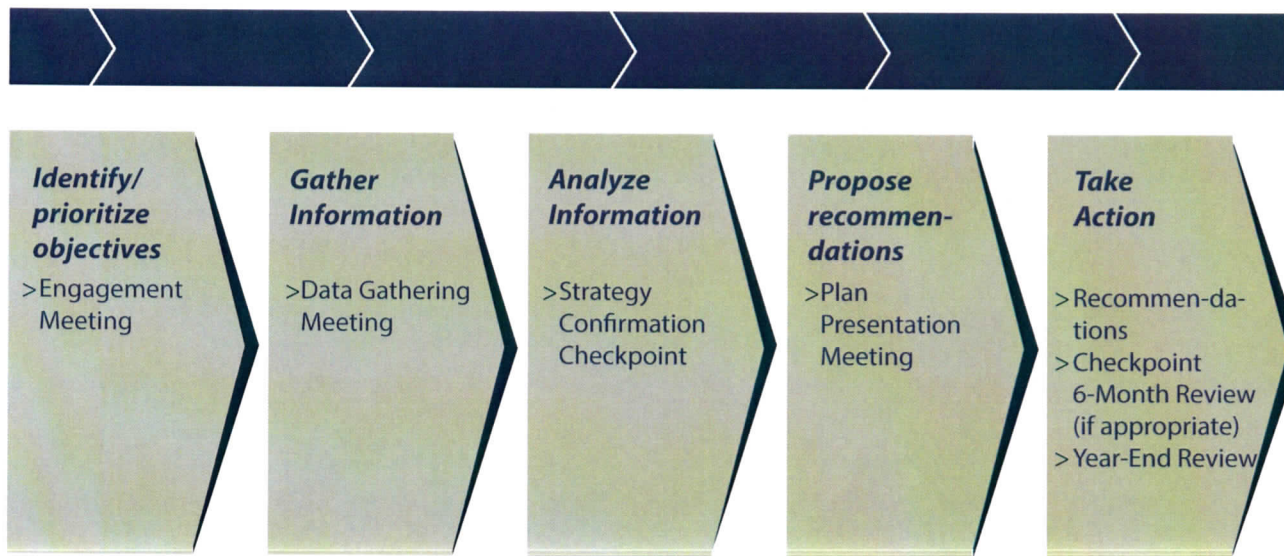 Identify/
prioritize
objectives
>Engagement
Meeting
Gather
Information
>Data Gathering
Meeting
Analyze
Information
>Strategy
Confirmation
Checkpoint
Propose
recommen-
dations
>Plan
Presentation
Meeting
Take
Action
>Recommen-da-
tions
>Checkpoint
6-Month Review
(if appropriate)
>Year-End Review